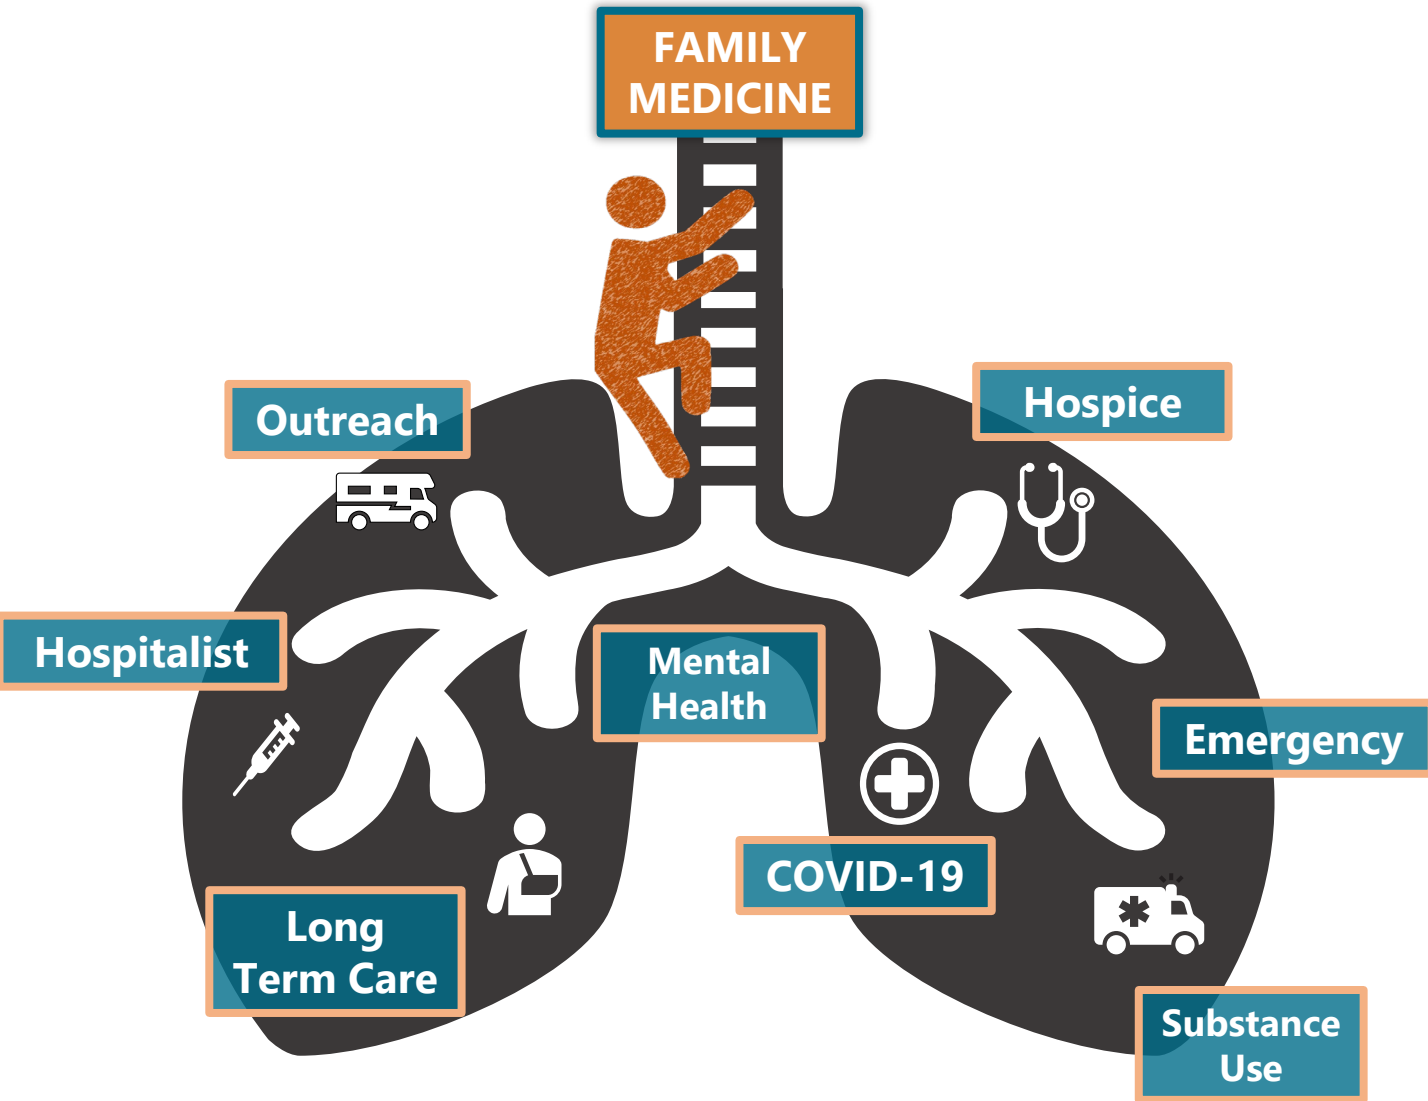 FAMILY
MEDICINE
Outreach
Hospice
Hospitalist
Mental
Health
Emergency
COVID-19
Long
Term Care
Substance
Use